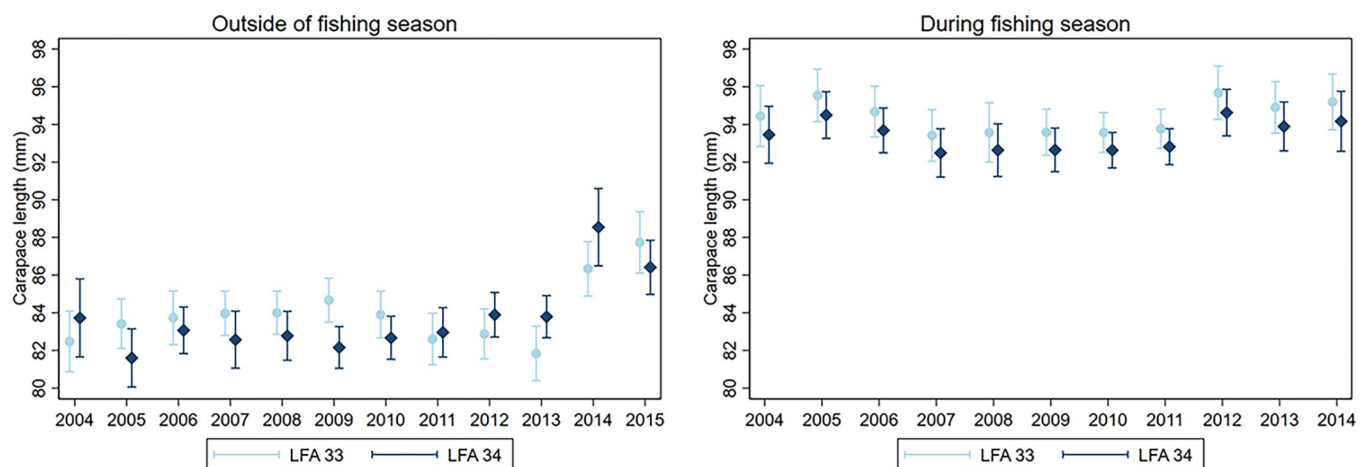 Outside of fishing season
Carapace length (mm)
98
96
94
92
90
88
86
84
82
80
2004 2005 2006 2007 2008 2009 2010 2011 2012 2013 2014 2015
LFA 33 LFA 34
During fishing season
Carapace length (mm)
98
96
94
92
90
88
86
84
82
80
2004 2005 2006 2007 2008 2009 2010 2011 2012 2013 2014
LFA 33 LFA 34